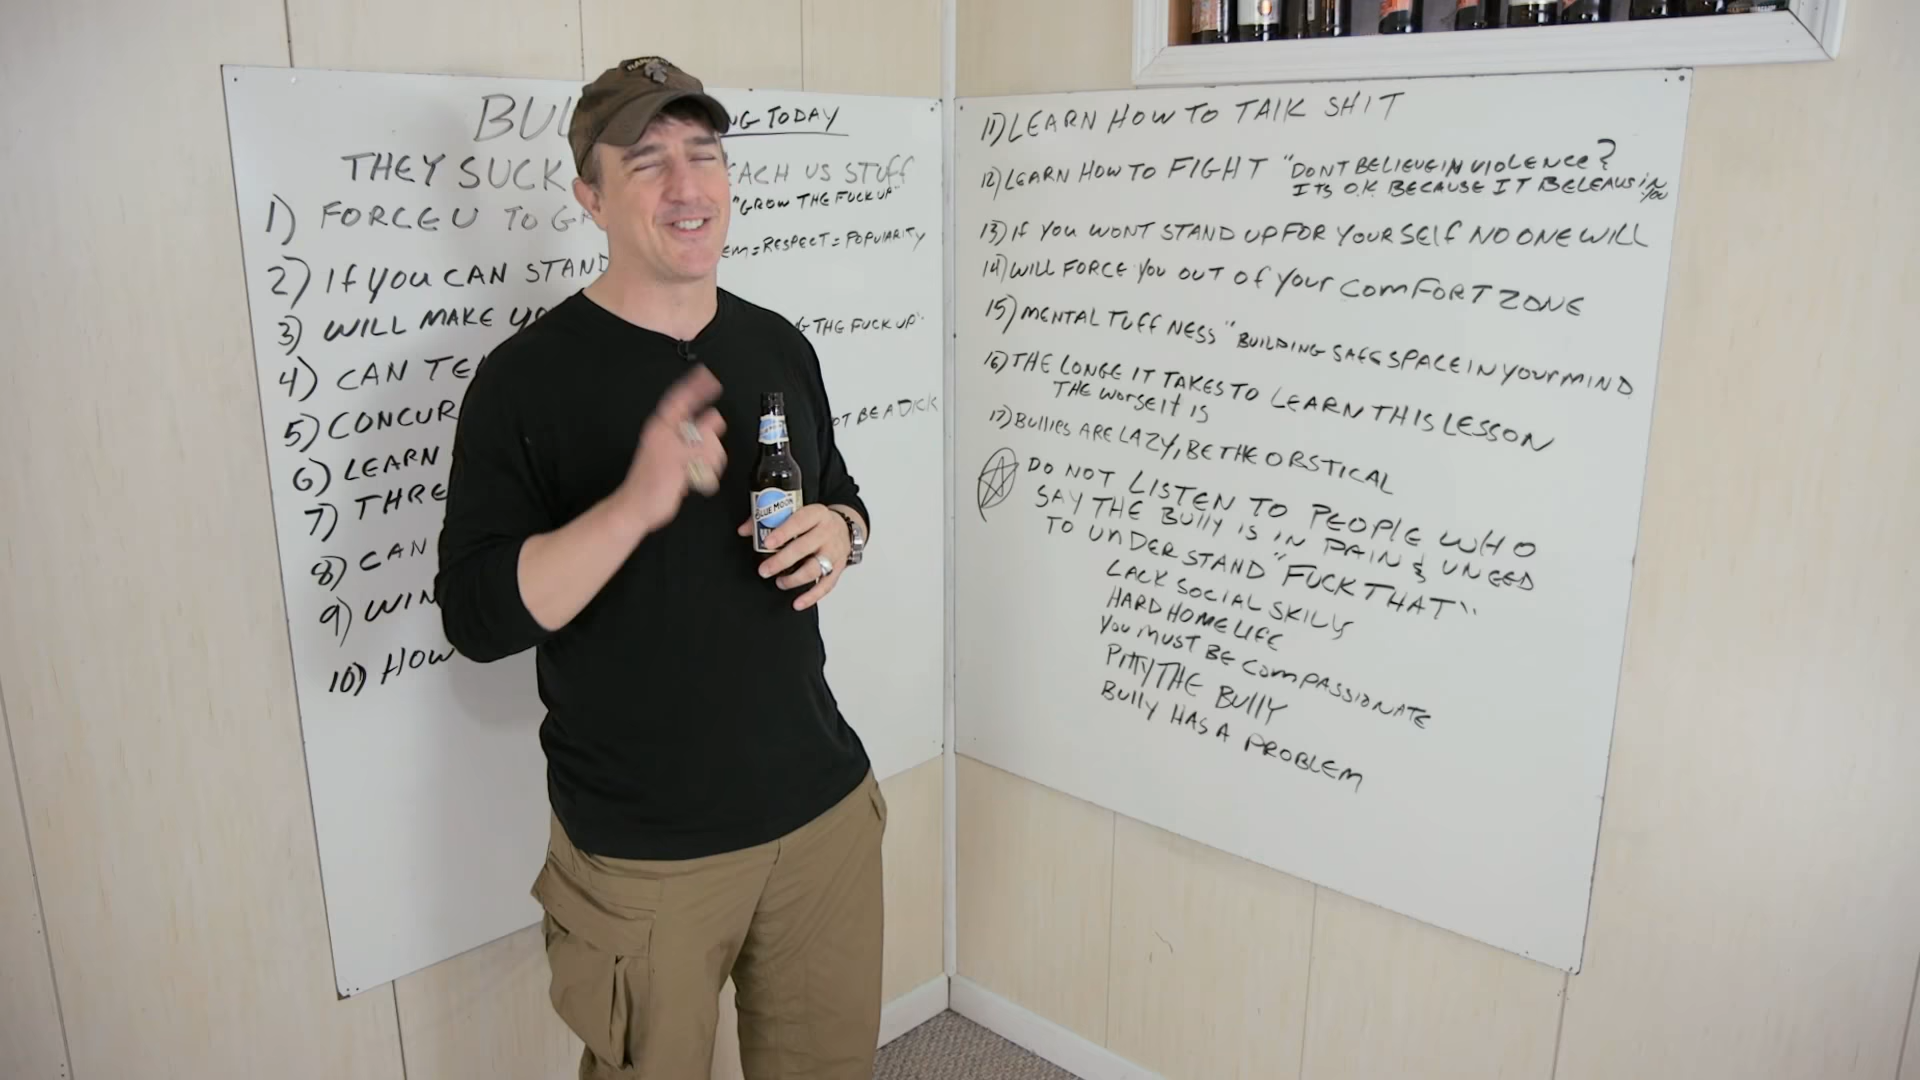 BUL NG TODAY
THEY SUCK EACH US STUFF
1) FORCE U TO GR "GROW THE FUCK UP"
2) If you CAN STAND EM = RESPECT = POPULARITY
3) WILL MAKE YO G THE FUCK UP"
4) CAN TE
5) CONCUR OT BE A DICK
6) LEARN
7) THRE
8) CAN
9) WIN
10) HOW
11) LEARN HOW TO TALK SHIT
12) LEARN HOW TO FIGHT "DONT BELIEVE IN VIOLENCE?
ITS O.K BECAUSE IT BELEAVS IN YOU
13) If YOU WONT STAND UP FOR YOURSELF NO ONE WILL
14) WILL FORCE YOU OUT OF YOUR COMFORT ZONE
15) MENTAL TUFFNESS "BUILDING SAFE SPACE IN YOUR MIND
16) THE LONGE IT TAKES TO LEARN THIS LESSON
THE WORSE IT IS
17) BULLIES ARE LAZY, BE THE OBSTICAL
DO NOT LISTEN TO PEOPLE WHO
SAY THE BULLY IS IN PAIN & U NEED
TO UNDERSTAND "FUCK THAT"
LACK SOCIAL SKILLS
HARD HOME LIFE
YOU MUST BE COMPASSIONATE
PITTY THE BULLY
BULLY HAS A PROBLEM
BLUE MOON